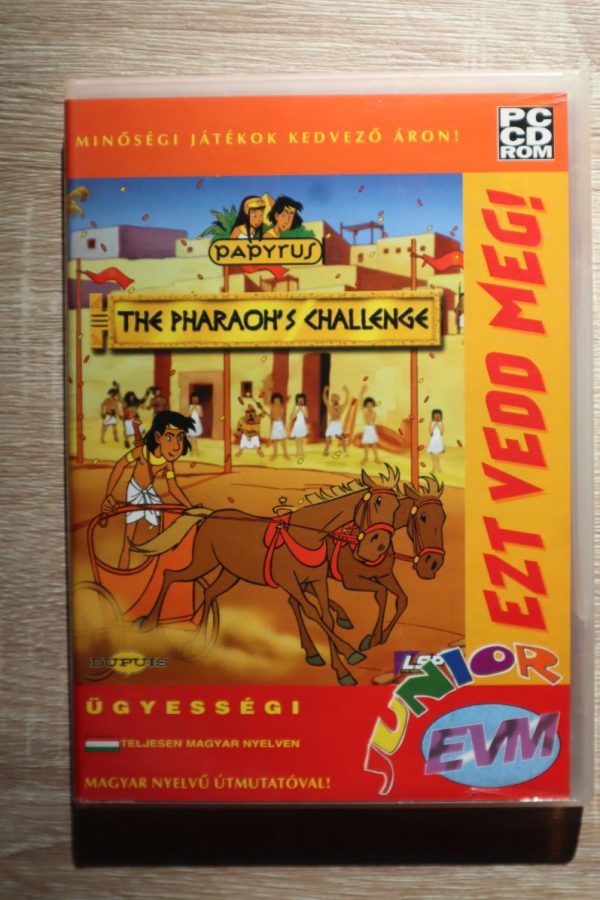 MINŐSÉGI JÁTÉKOK KEDVEZŐ ÁRON!
PC
CD
ROM
papyrus
THE PHARAOH'S CHALLENGE
EZT VEDD MEG!
DUPUIS
LSP
JUNIOR
EVM
ÜGYESSÉGI
TELJESEN MAGYAR NYELVEN
MAGYAR NYELVŰ ÚTMUTATÓVAL!